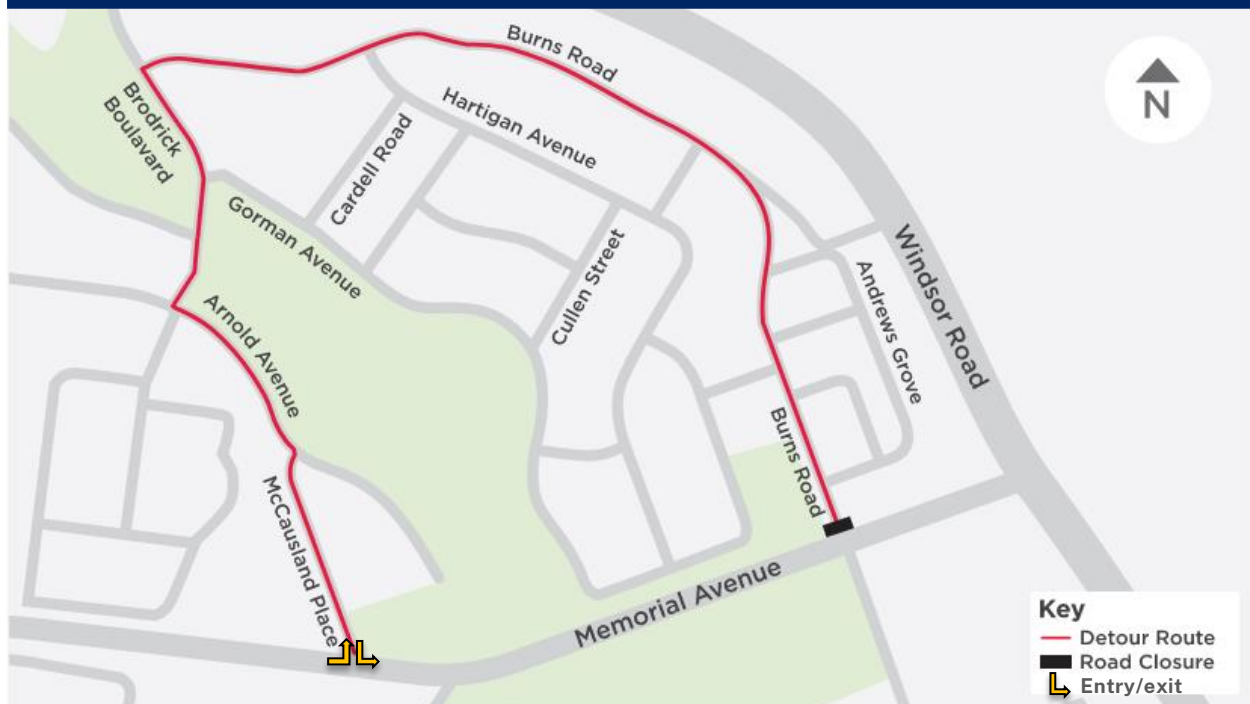 Burns Road
N
Brodrick
Boulavard
Hartigan Avenue
Cardell Road
Gorman Avenue
Windsor Road
Cullen Street
Andrews Grove
Arnold Avenue
Burns Road
McCausland Place
Memorial Avenue
Key
Detour Route
Road Closure
Entry/exit